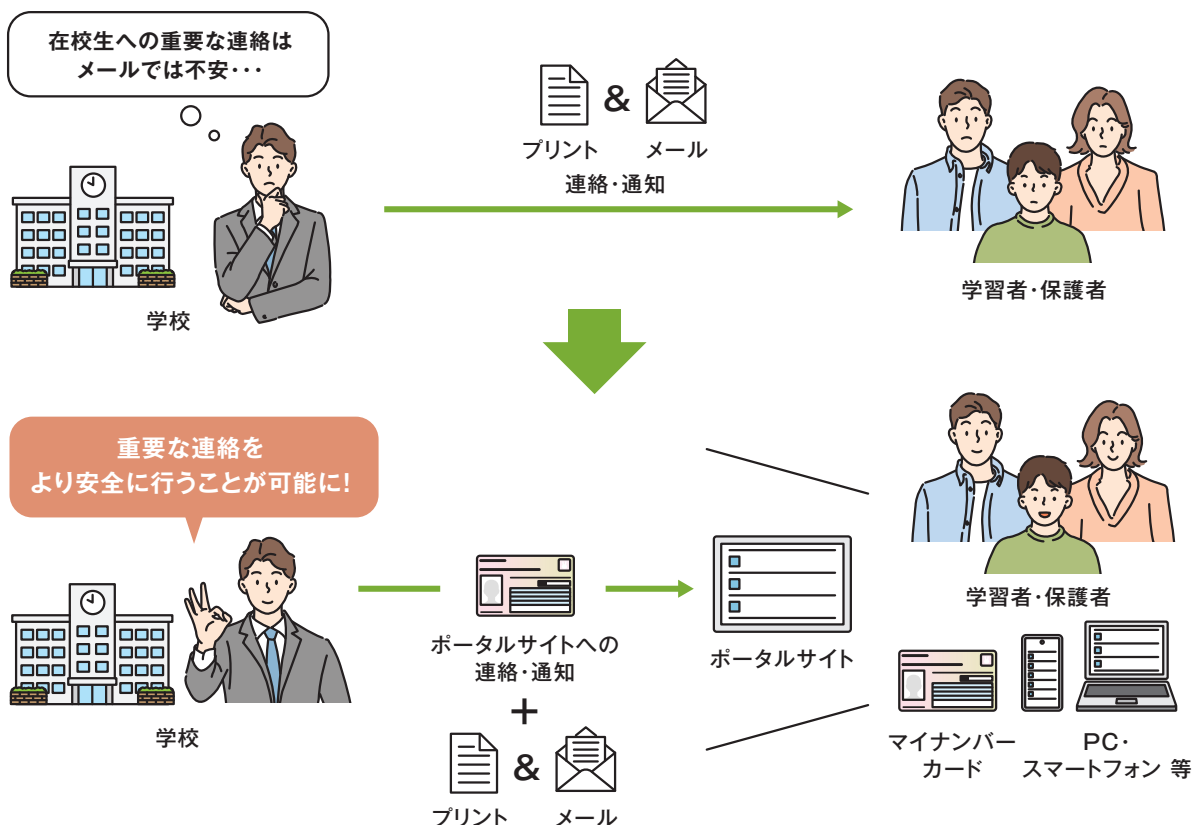 在校生への重要な連絡は
メールでは不安･･･
&
プリント
メール
連絡・通知
学校
学習者・保護者
重要な連絡を
より安全に行うことが可能に!
学校
ポータルサイトへの
連絡・通知
+
&
プリント
メール
ポータルサイト
学習者・保護者
マイナンバー
カード
PC・
スマートフォン 等